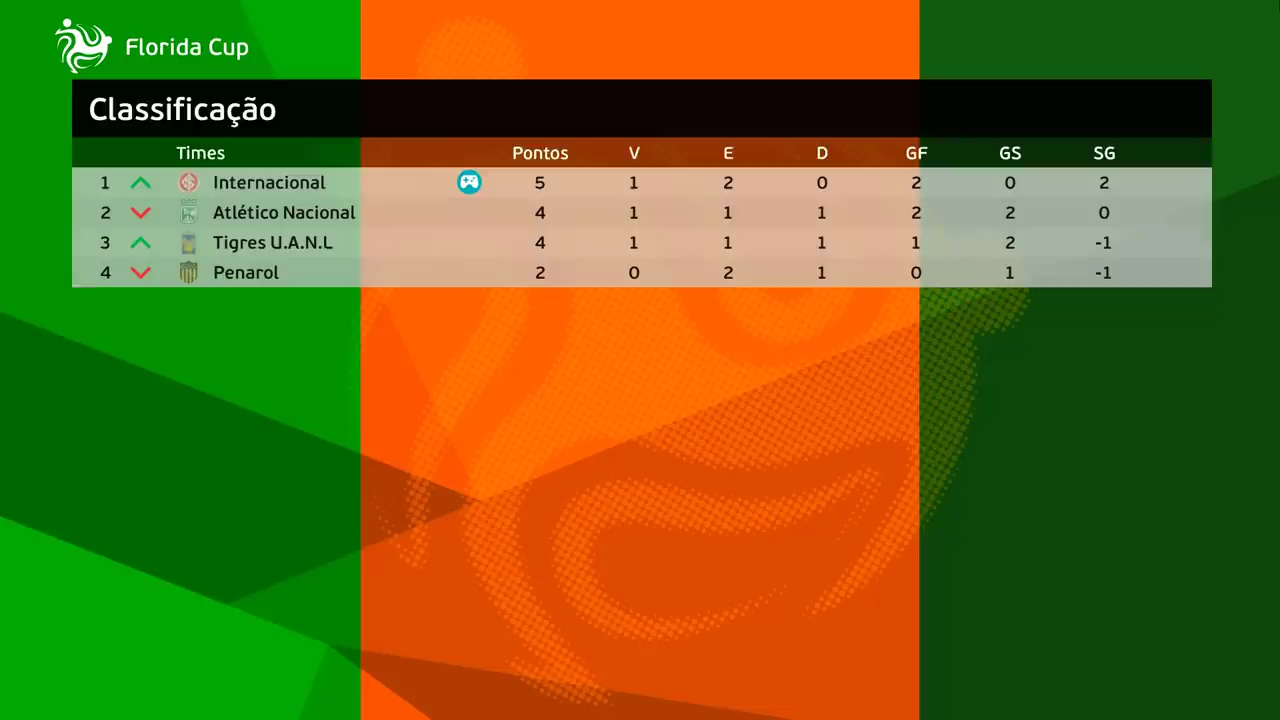 Florida Cup
Classificação
Times Pontos V E D GF GS SG
1 Internacional 5 1 2 0 2 0 2
2 Atlético Nacional 4 1 1 1 2 2 0
3 Tigres U.A.N.L 4 1 1 1 1 2 -1
4 Penarol 2 0 2 1 0 1 -1